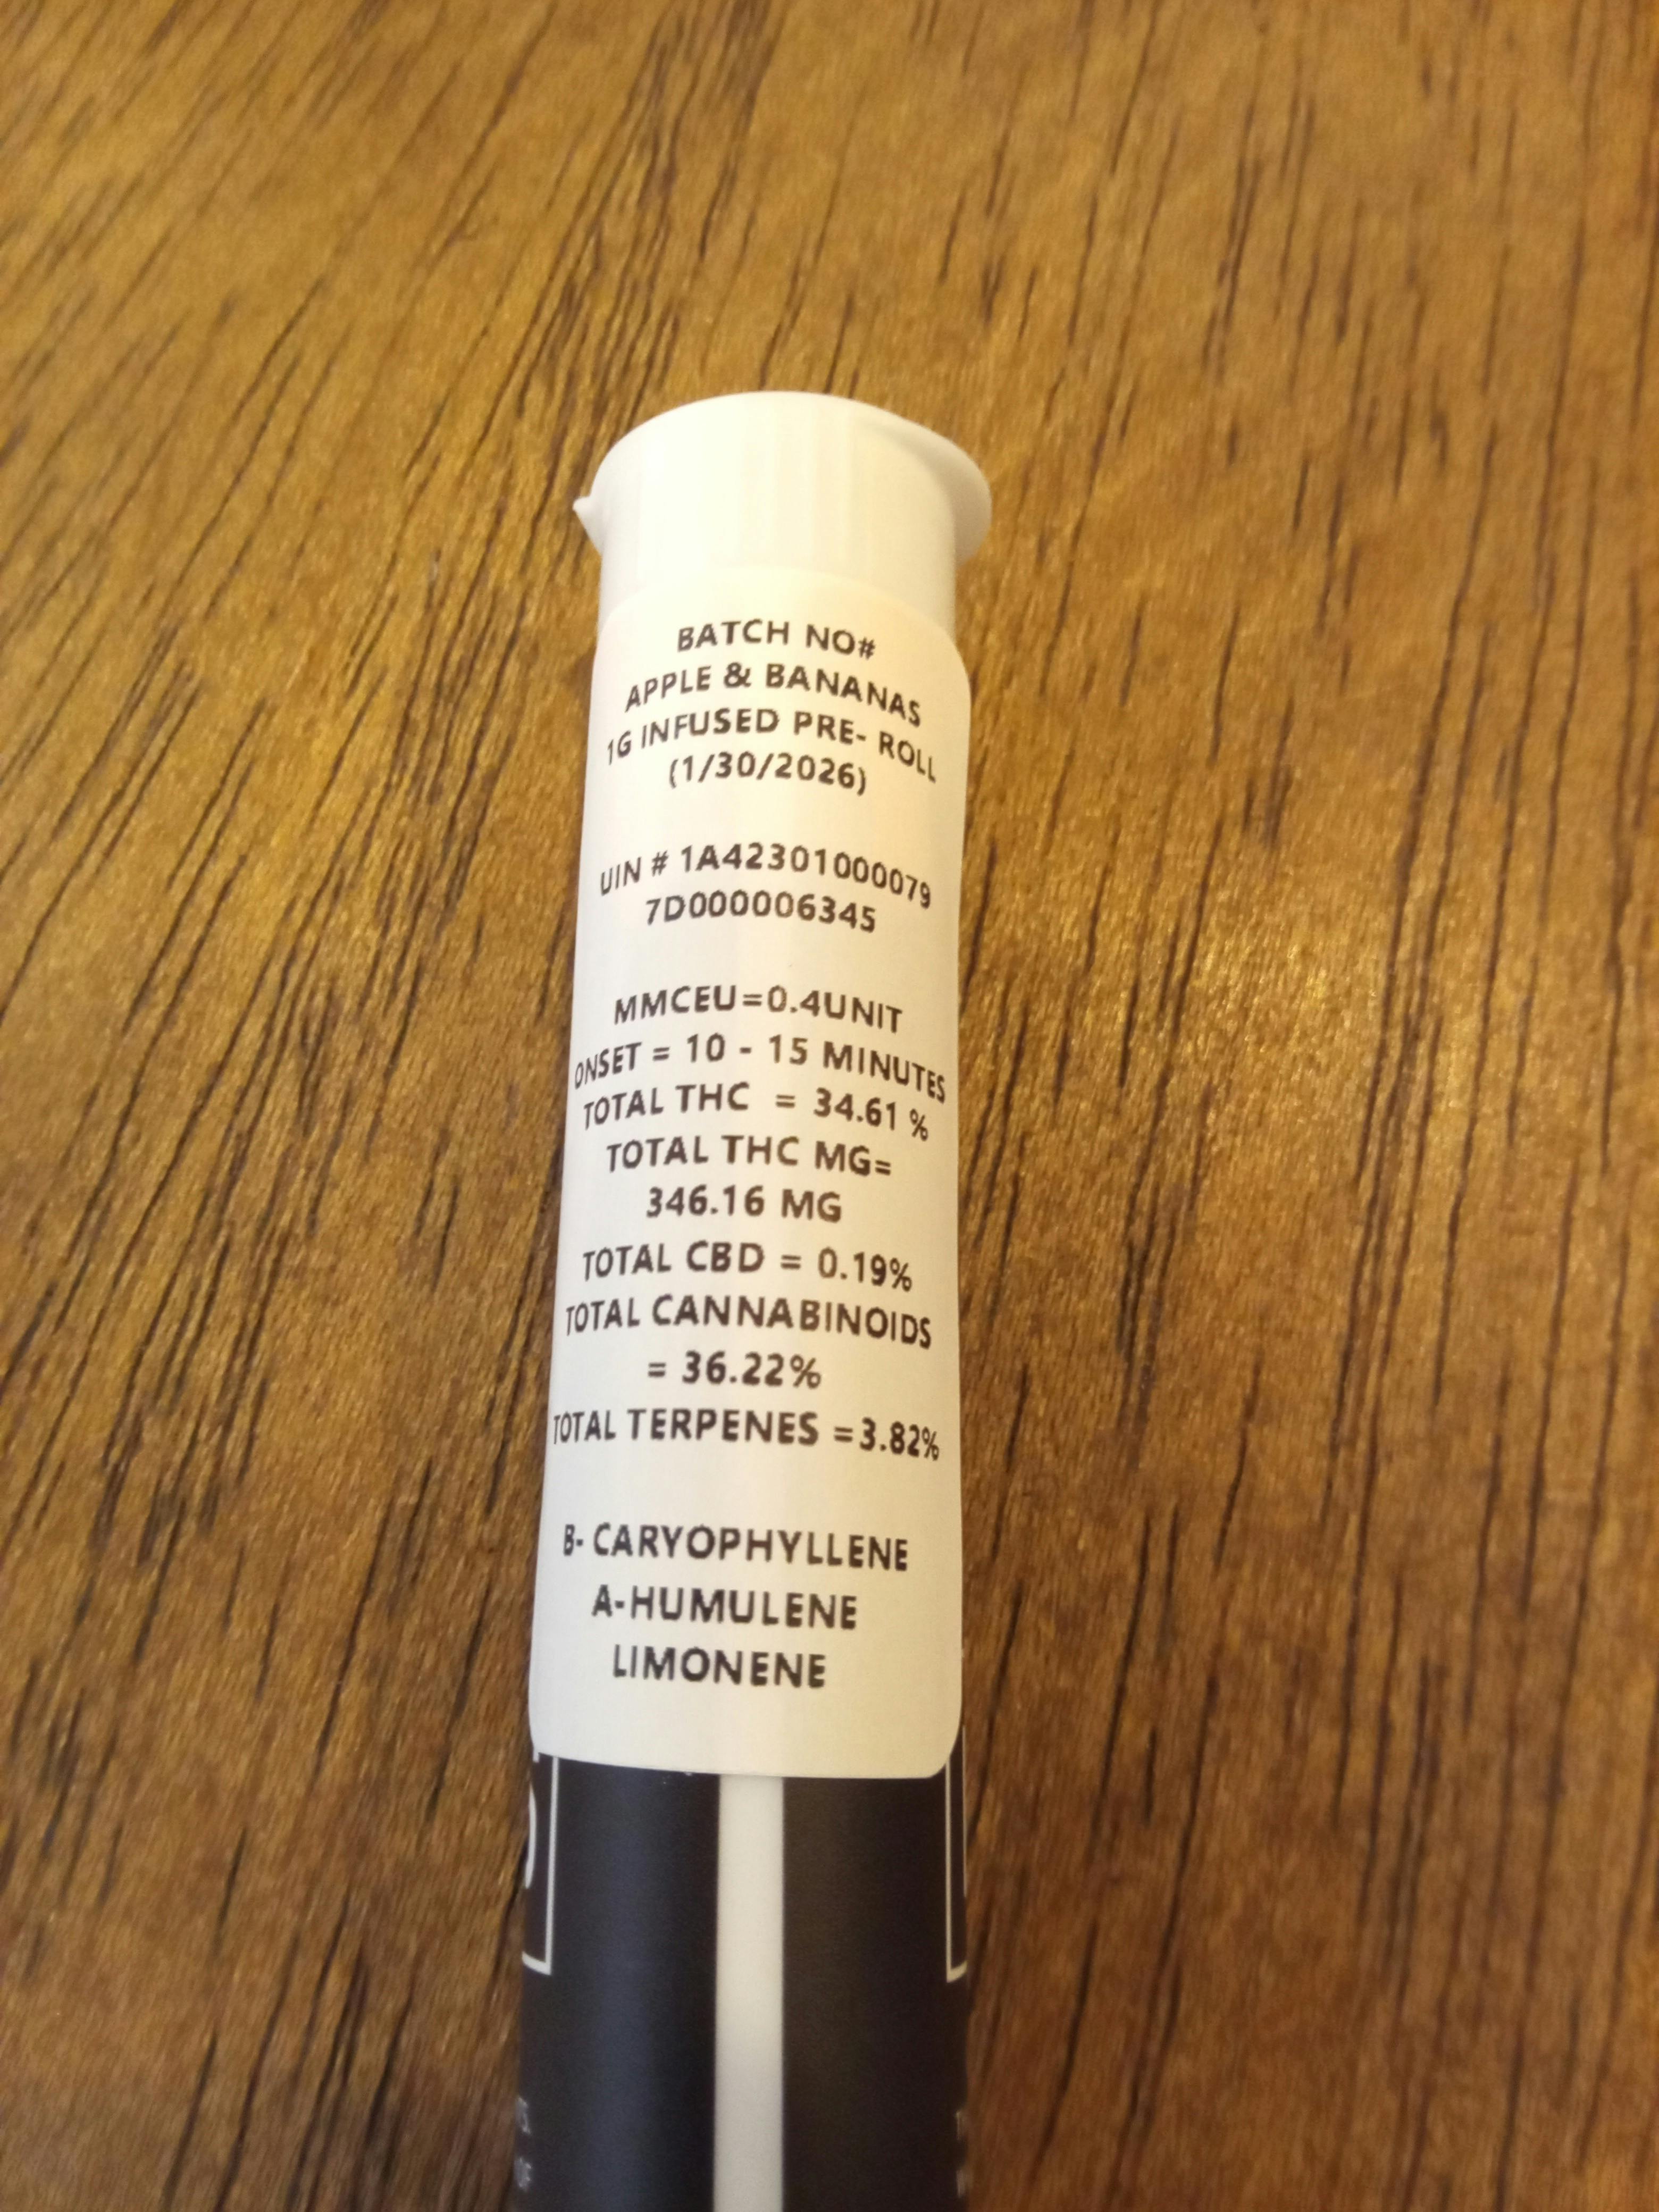 BATCH NO#
APPLE & BANANAS
1G INFUSED PRE- ROLL
(1/30/2026)
UIN # 1A42301000079
7D000006345
MMCEU=0.4UNIT
ONSET = 10 - 15 MINUTES
TOTAL THC = 34.61 %
TOTAL THC MG=
346.16 MG
TOTAL CBD = 0.19%
TOTAL CANNABINOIDS
= 36.22%
TOTAL TERPENES =3.82%
B- CARYOPHYLLENE
A-HUMULENE
LIMONENE